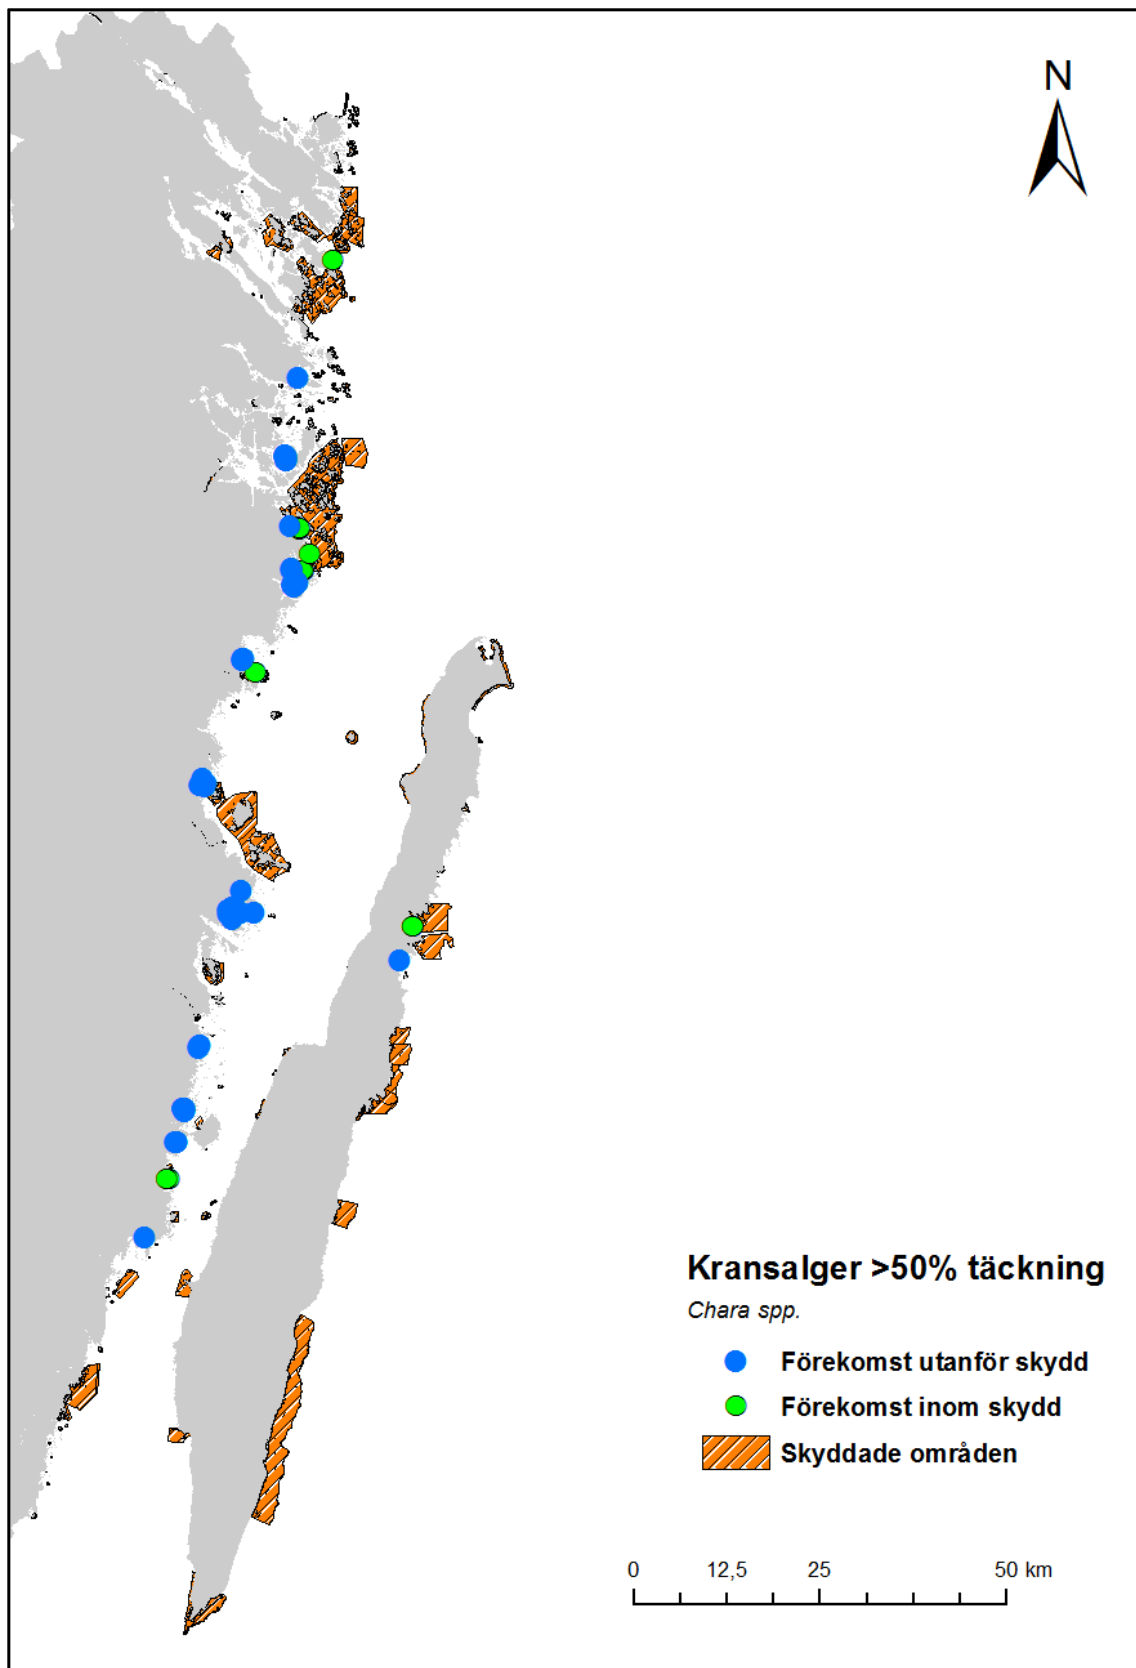 N
Kransalger >50% täckning
Chara spp.
Förekomst utanför skydd
Förekomst inom skydd
Skyddade områden
0 12,5 25 50 km